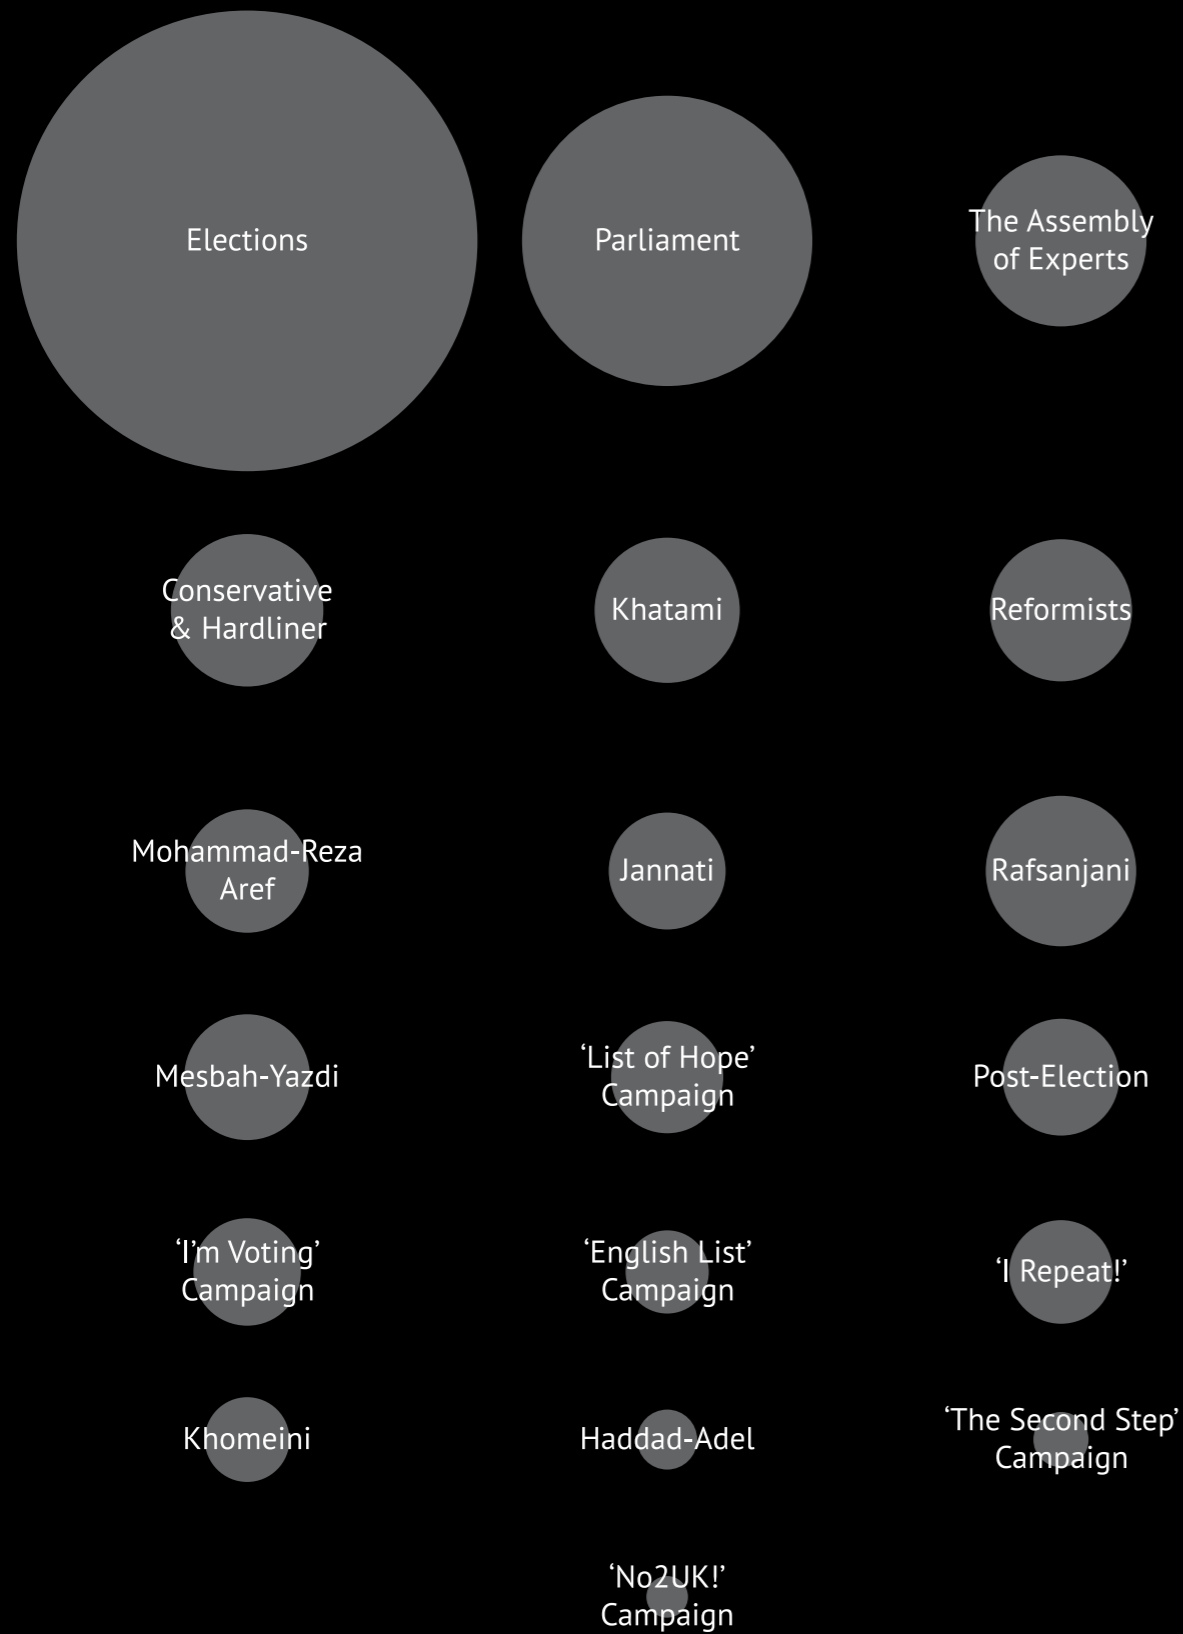 Elections
Parliament
The Assembly
of Experts
Conservative
& Hardliner
Khatami
Reformists
Mohammad-Reza
Aref
Jannati
Rafsanjani
Mesbah-Yazdi
‘List of Hope’
Campaign
Post-Election
‘I’m Voting’
Campaign
‘English List’
Campaign
‘I Repeat!’
Khomeini
Haddad-Adel
‘The Second Step’
Campaign
‘No2UK!’
Campaign